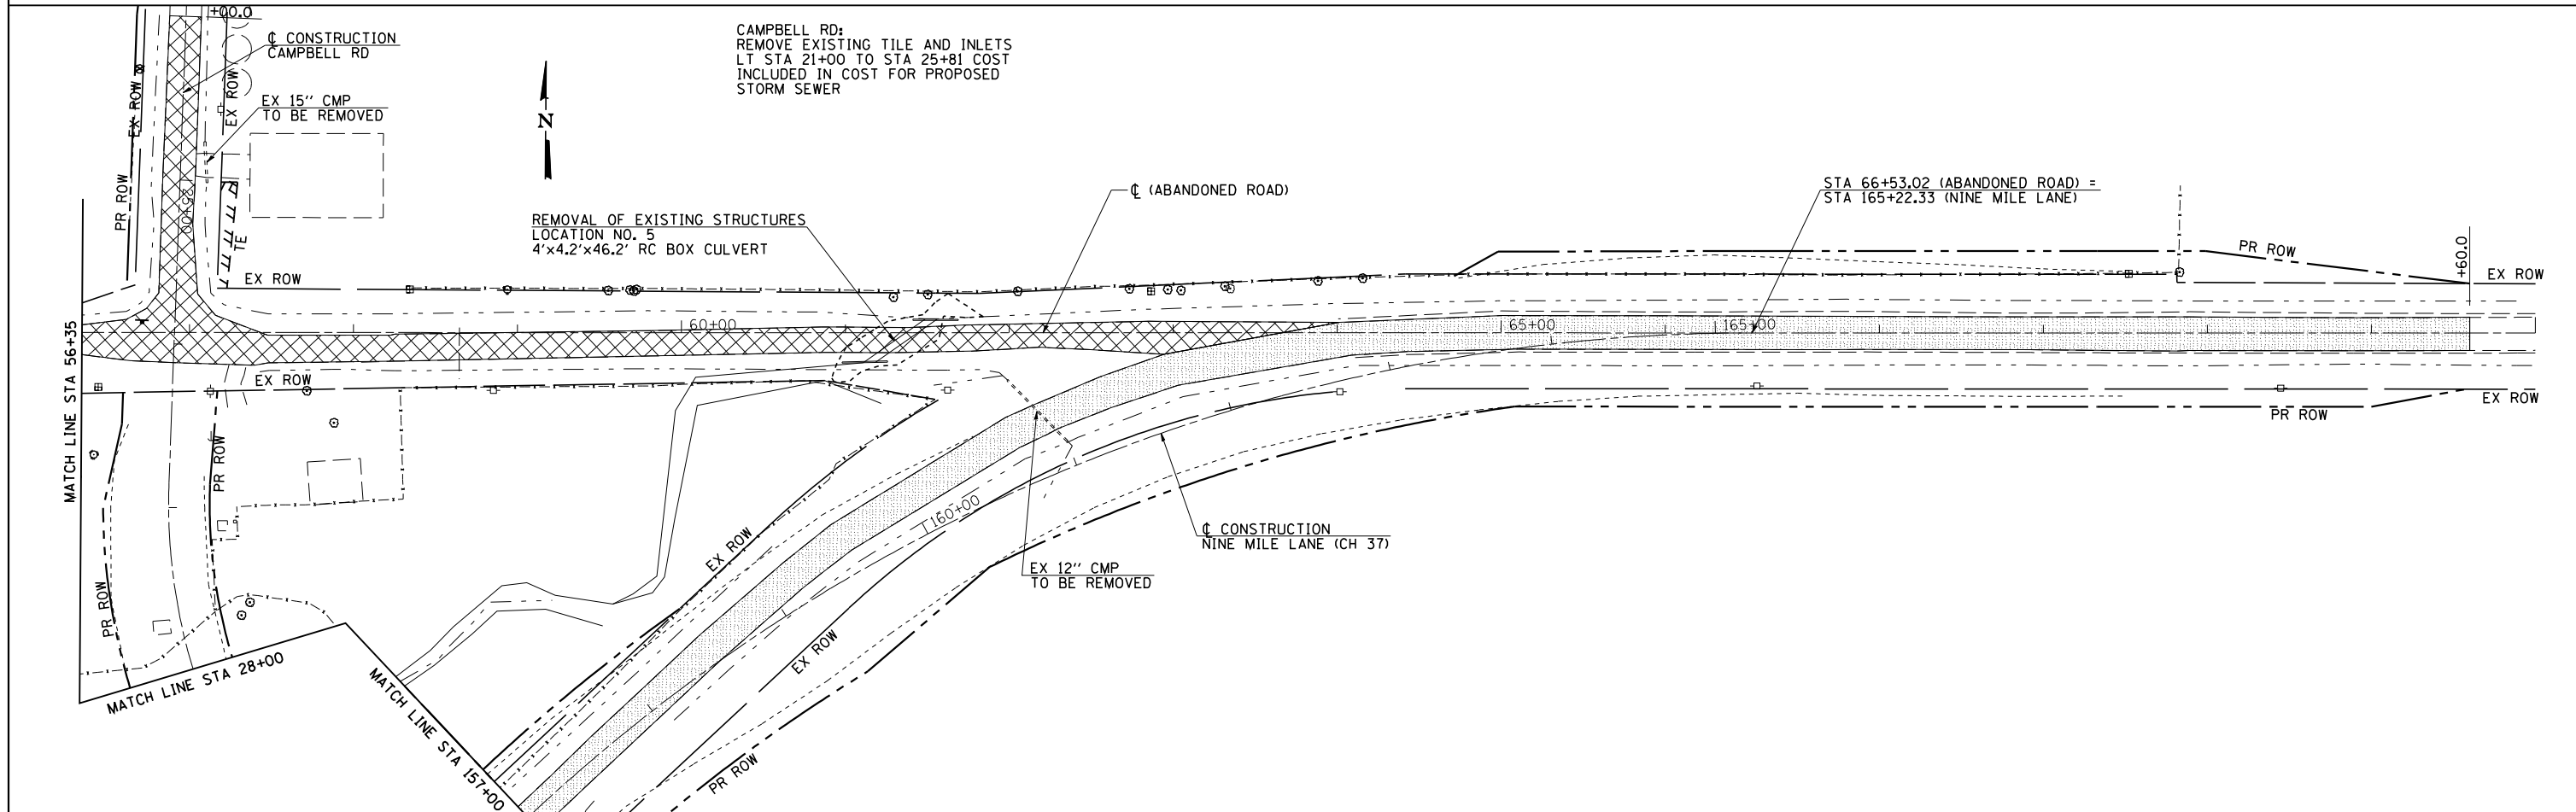 +00.0
℄ CONSTRUCTION
CAMPBELL RD
CAMPBELL RD:
REMOVE EXISTING TILE AND INLETS
LT STA 21+00 TO STA 25+81 COST
INCLUDED IN COST FOR PROPOSED
STORM SEWER
EX ROW
EX ROW
EX 15'' CMP
TO BE REMOVED
N
PR ROW
25+00
TE
℄ (ABANDONED ROAD)
STA 66+53.02 (ABANDONED ROAD) =
STA 165+22.33 (NINE MILE LANE)
REMOVAL OF EXISTING STRUCTURES
LOCATION NO. 5
4'x4.2'x46.2' RC BOX CULVERT
PR ROW
+60.0
EX ROW
EX ROW
60+00
65+00
165+00
MATCH LINE STA 56+35
EX ROW
EX ROW
PR ROW
PR ROW
160+00
℄ CONSTRUCTION
NINE MILE LANE (CH 37)
EX ROW
EX 12'' CMP
TO BE REMOVED
PR ROW
EX ROW
MATCH LINE STA 28+00
MATCH LINE STA 157+00
PR ROW